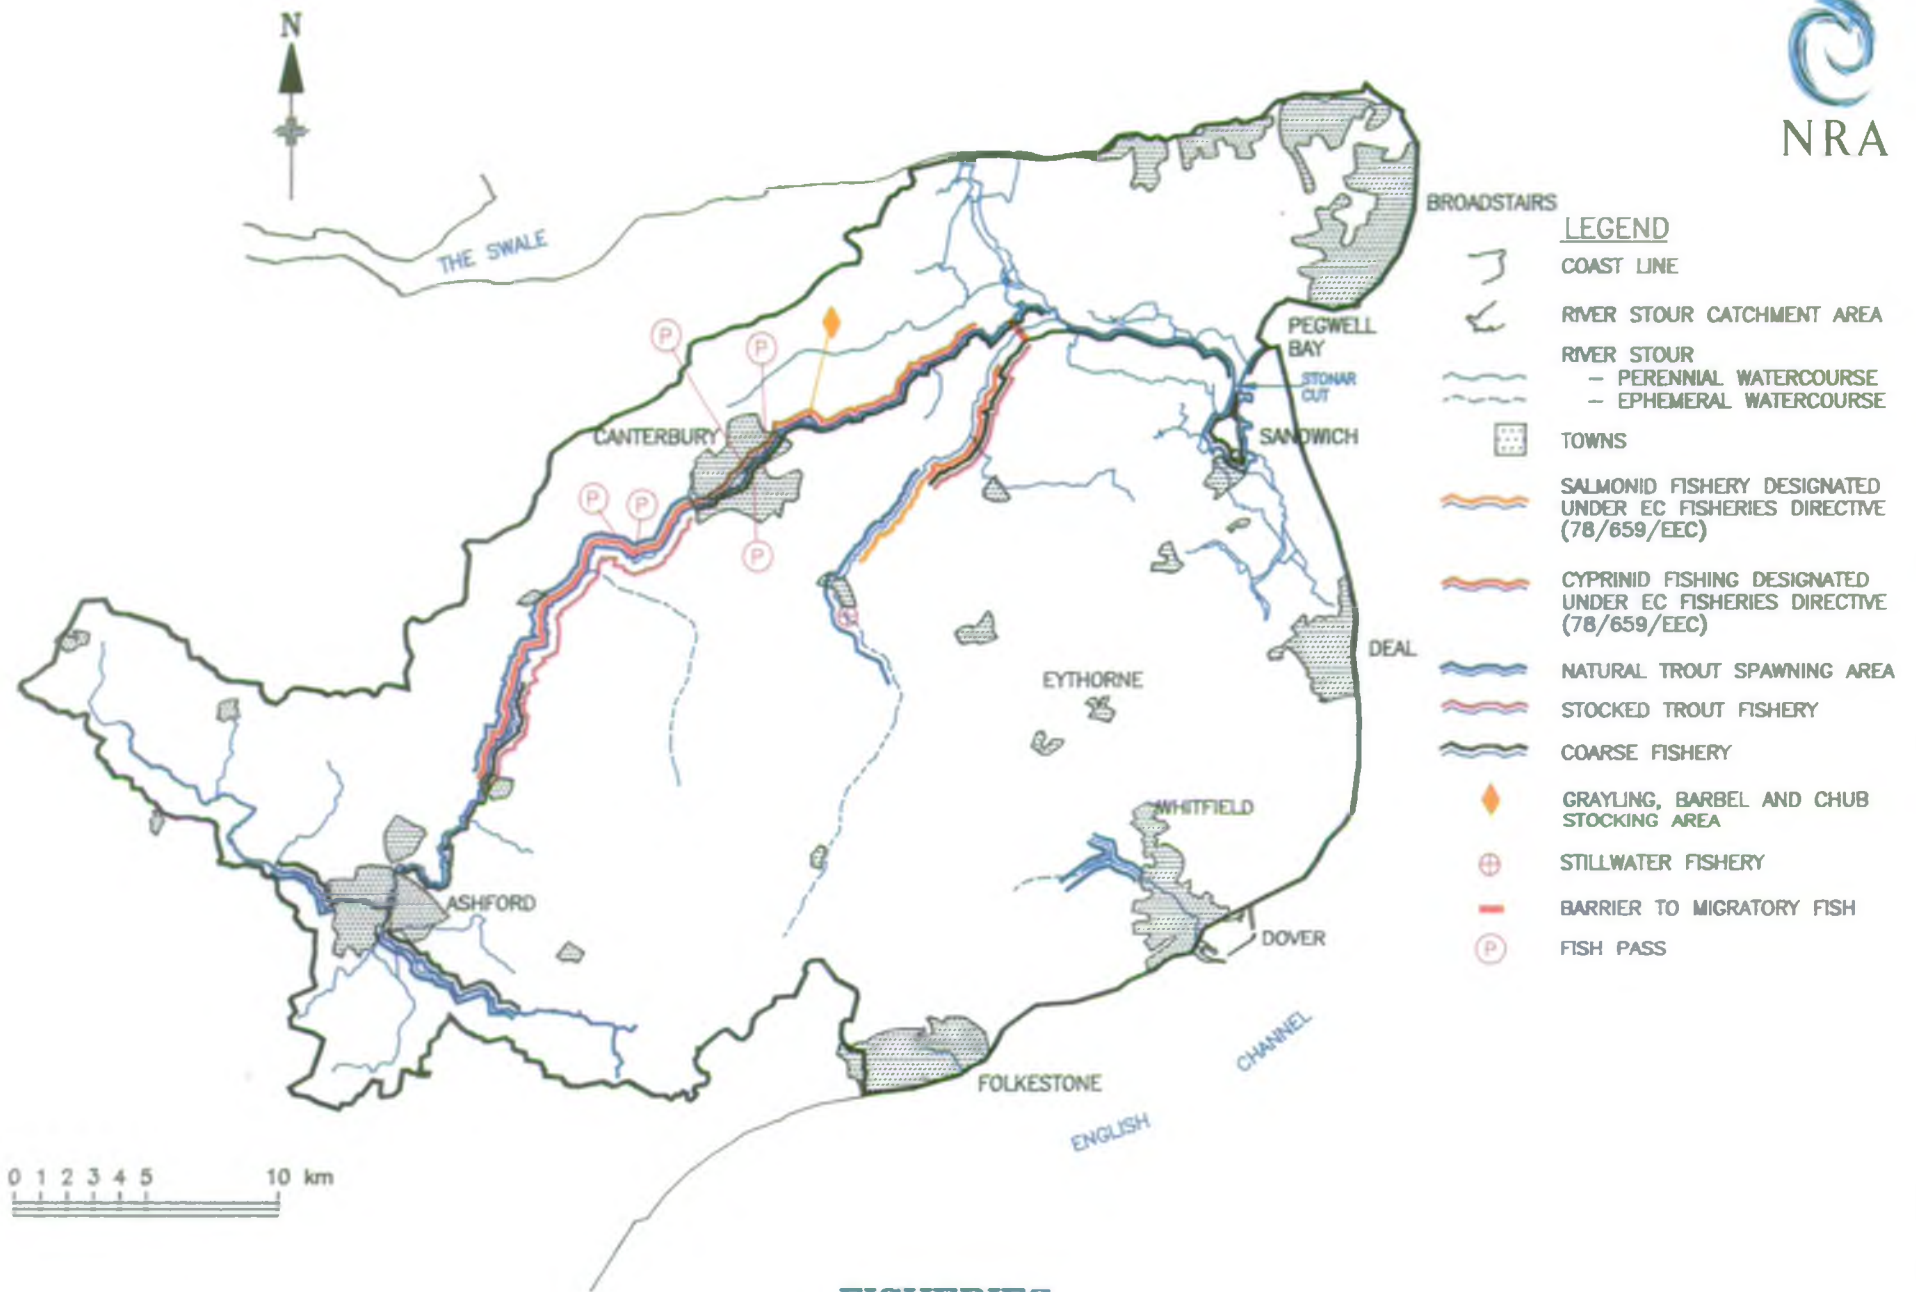 N
NRA
THE SWALE
BROADSTAIRS
PEGWELL
BAY
STONAR
CUT
CANTERBURY
SANDWICH
P
P
P
P
P
DEAL
EYTHORNE
WHITFIELD
ASHFORD
DOVER
FOLKESTONE
ENGLISH
CHANNEL
0 1 2 3 4 5 10 km
LEGEND
COAST LINE
RIVER STOUR CATCHMENT AREA
RIVER STOUR
– PERENNIAL WATERCOURSE
– EPHEMERAL WATERCOURSE
TOWNS
SALMONID FISHERY DESIGNATED
UNDER EC FISHERIES DIRECTIVE
(78/659/EEC)
CYPRINID FISHING DESIGNATED
UNDER EC FISHERIES DIRECTIVE
(78/659/EEC)
NATURAL TROUT SPAWNING AREA
STOCKED TROUT FISHERY
COARSE FISHERY
GRAYLING, BARBEL AND CHUB
STOCKING AREA
STILLWATER FISHERY
BARRIER TO MIGRATORY FISH
P
FISH PASS